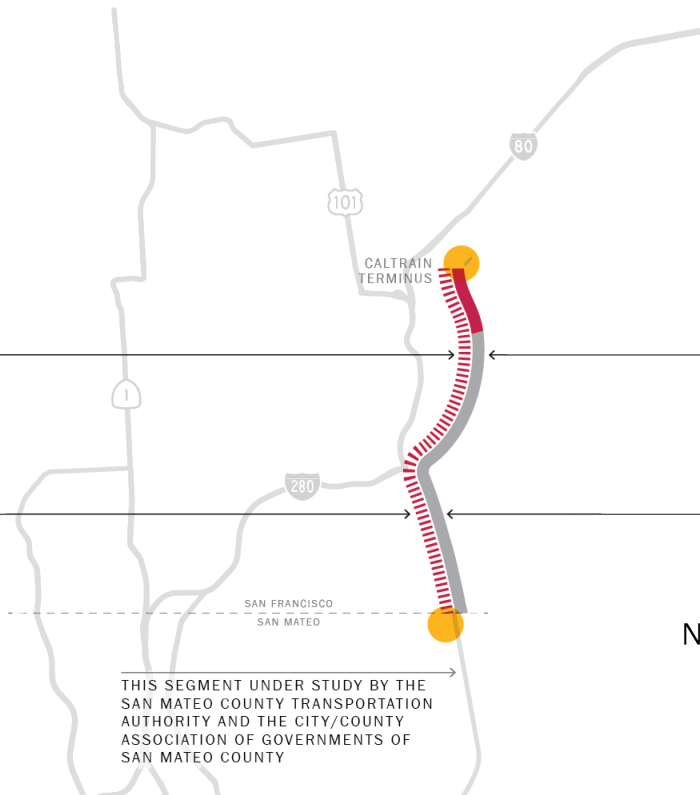 80
101
CALTRAIN
TERMINUS
1
280
SAN FRANCISCO
SAN MATEO
N
THIS SEGMENT UNDER STUDY BY THE
SAN MATEO COUNTY TRANSPORTATION
AUTHORITY AND THE CITY/COUNTY
ASSOCIATION OF GOVERNMENTS OF
SAN MATEO COUNTY